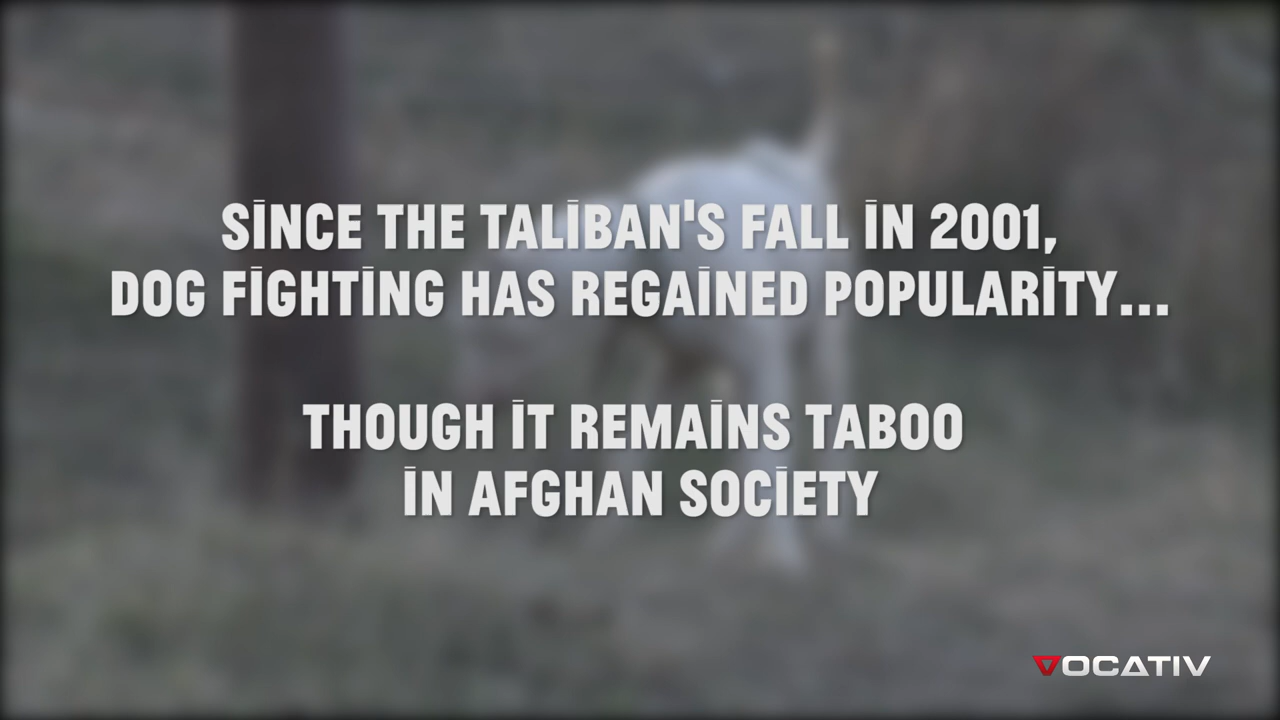 SINCE THE TALIBAN'S FALL IN 2001,
DOG FIGHTING HAS REGAINED POPULARITY...
THOUGH IT REMAINS TABOO
IN AFGHAN SOCIETY
VOCATIV